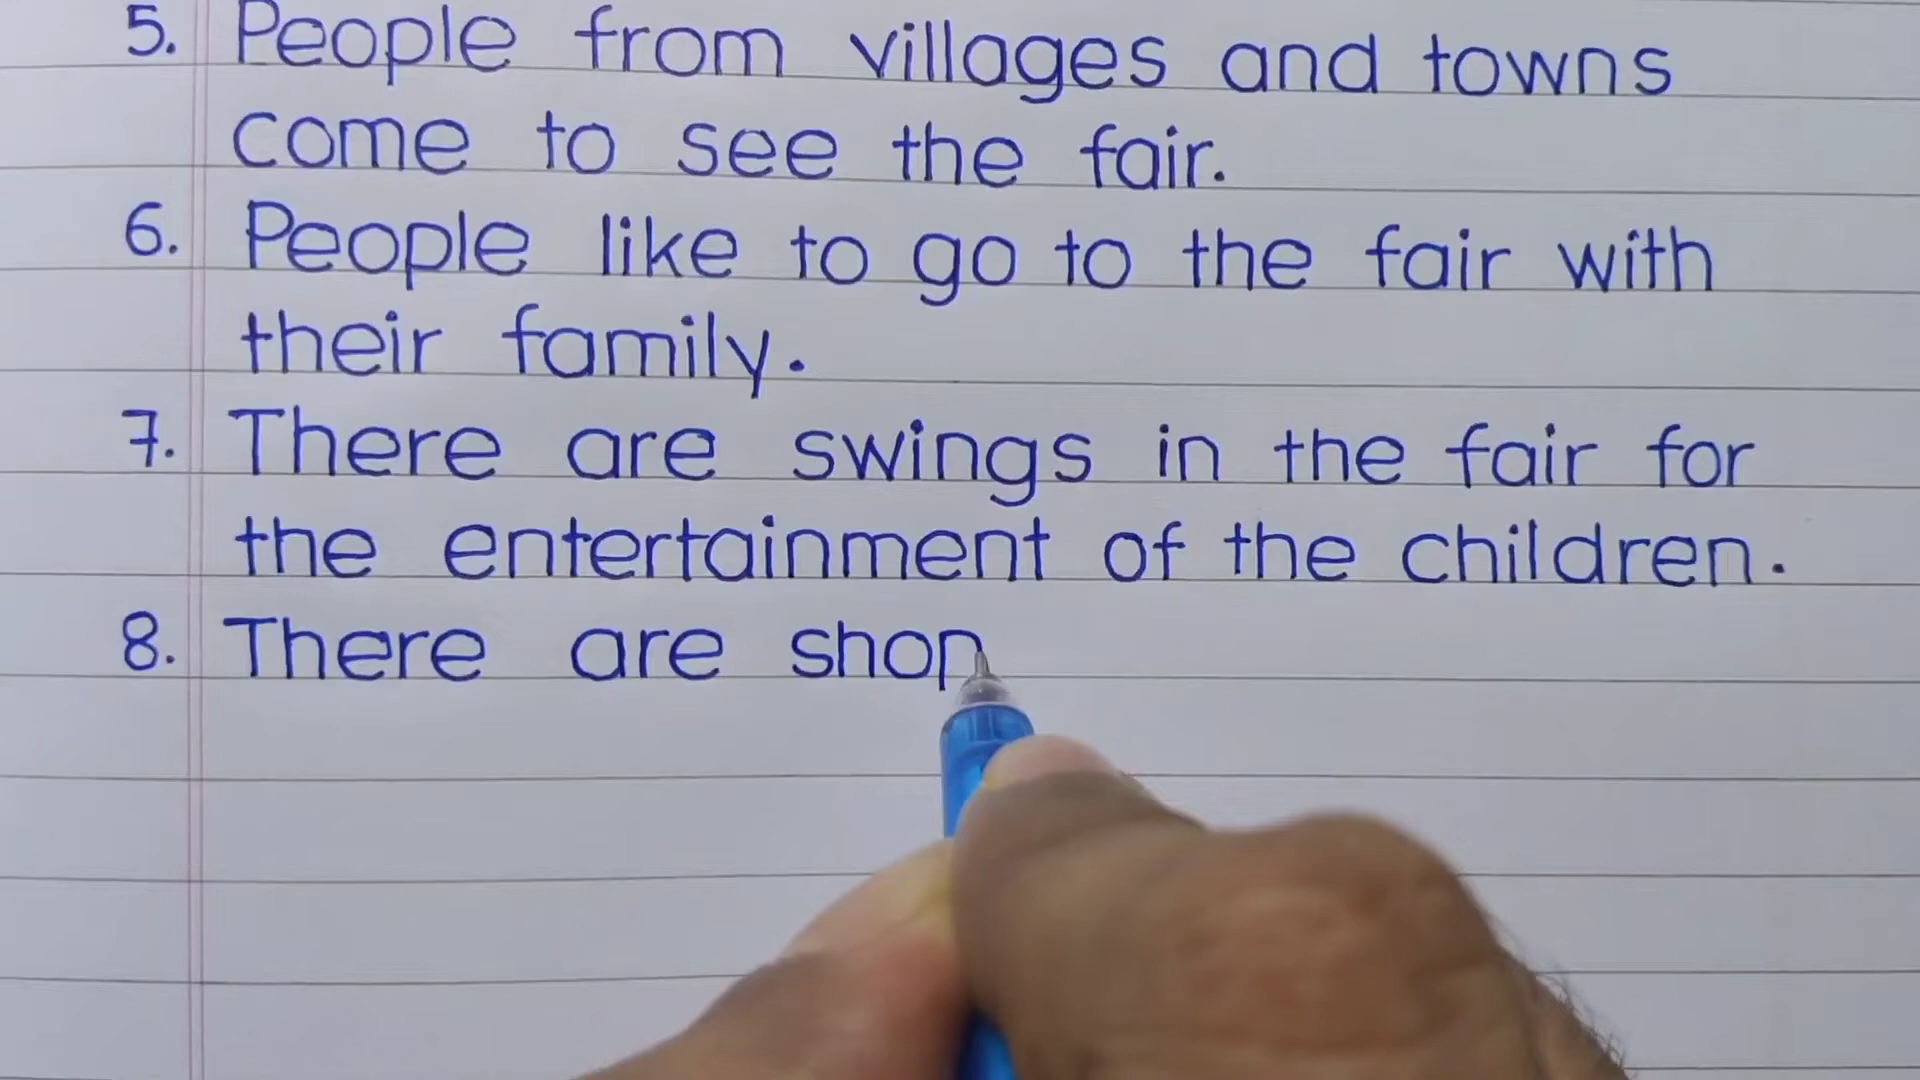 5. People from villages and towns
come to see the fair.
6. People like to go to the fair with
their family.
7. There are swings in the fair for
the entertainment of the children.
8. There are shop